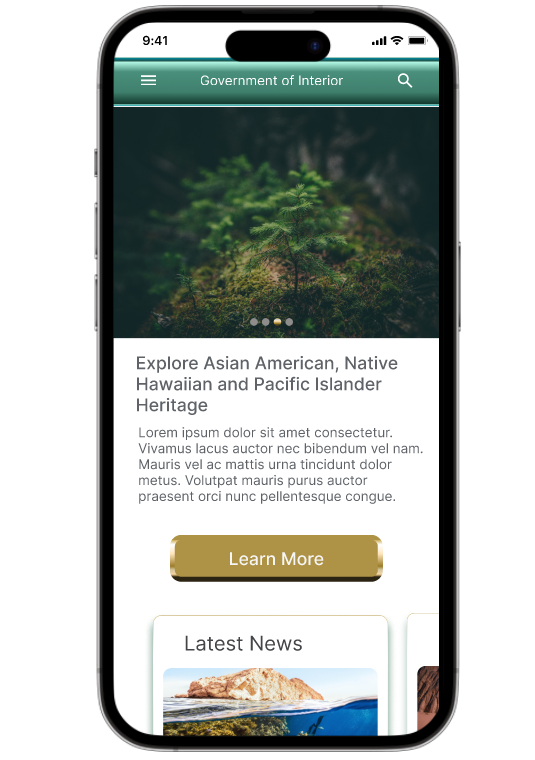 9:41
Government of Interior
Explore Asian American, Native
Hawaiian and Pacific Islander
Heritage
Lorem ipsum dolor sit amet consectetur.
Vivamus lacus auctor nec bibendum vel nam.
Mauris vel ac mattis urna tincidunt dolor
metus. Volutpat mauris purus auctor
praesent orci nunc pellentesque congue.
Learn More
Latest News